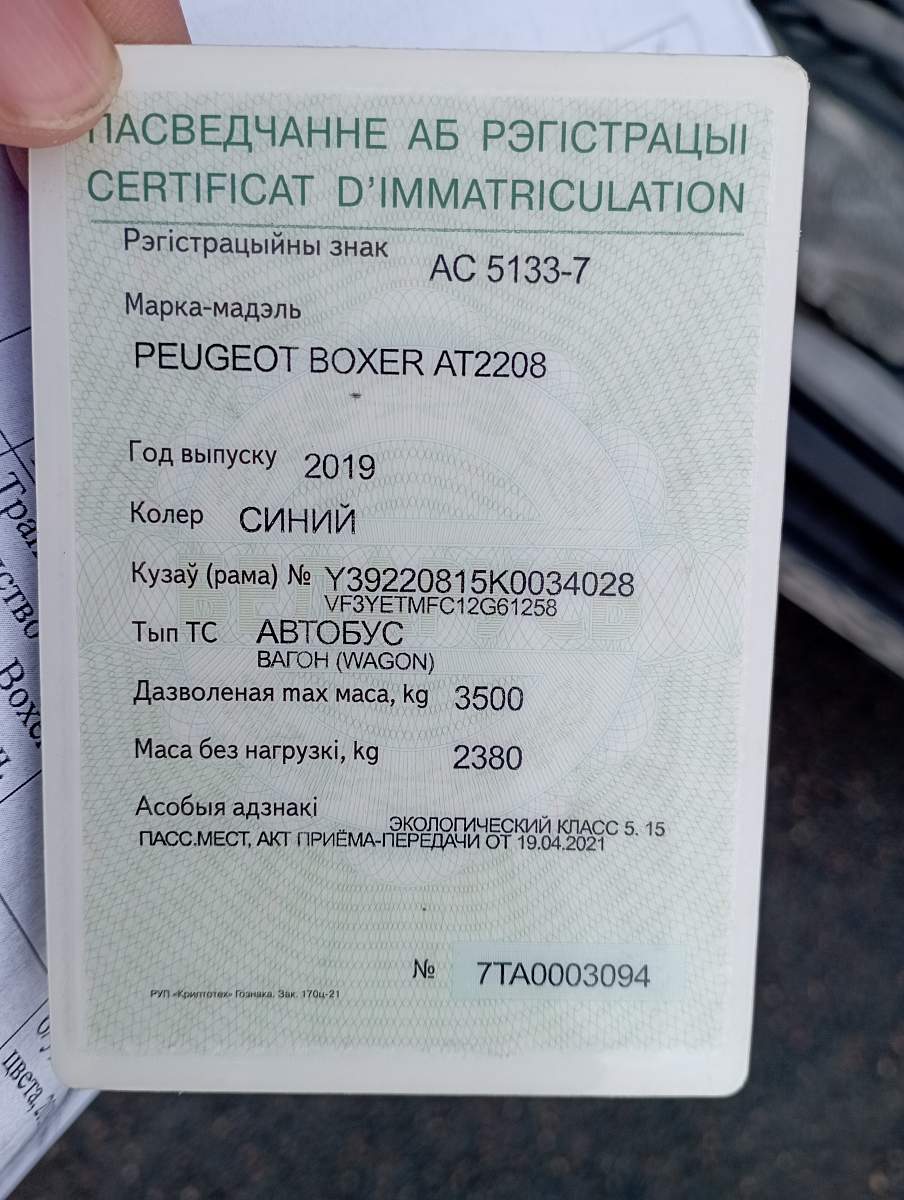 ПАСВЕДЧАННЕ АБ РЭГІСТРАЦЫІ
CERTIFICAT D'IMMATRICULATION
Рэгістрацыйны знак AC 5133-7
Марка-мадэль
PEUGEOT BOXER AT2208
Год выпуску 2019
Колер СИНИЙ
Кузаў (рама) № Y39220815K0034028
VF3YETMFC12G61258
Тып ТС АВТОБУС
ВАГОН (WAGON)
Дазволеная max маса, kg 3500
Маса без нагрузкі, kg 2380
Асобыя адзнакі ЭКОЛОГИЧЕСКИЙ КЛАСС 5. 15
ПАСС.МЕСТ, АКТ ПРИЁМА-ПЕРЕДАЧИ ОТ 19.04.2021
№ 7TA0003094
РУП «Криптотех» Гознака. Зак. 170ц-21
цвета,